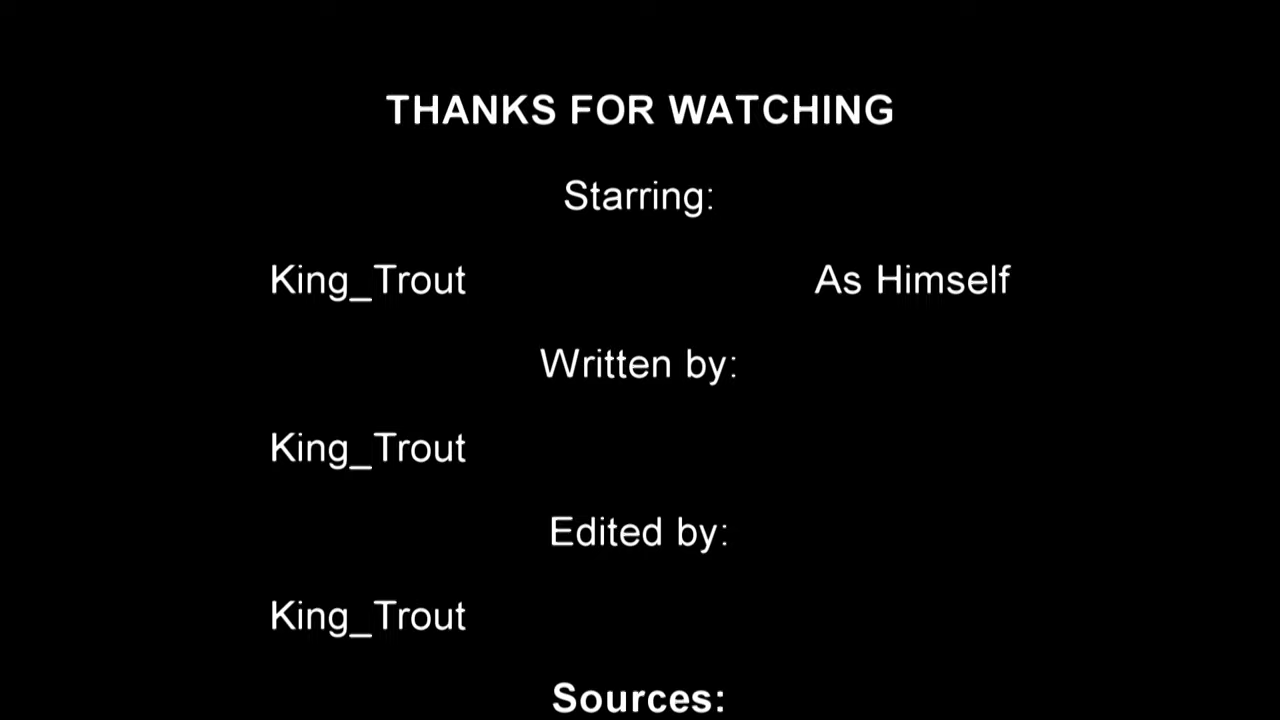 THANKS FOR WATCHING
Starring:
King_Trout As Himself
Written by:
King_Trout
Edited by:
King_Trout
Sources: